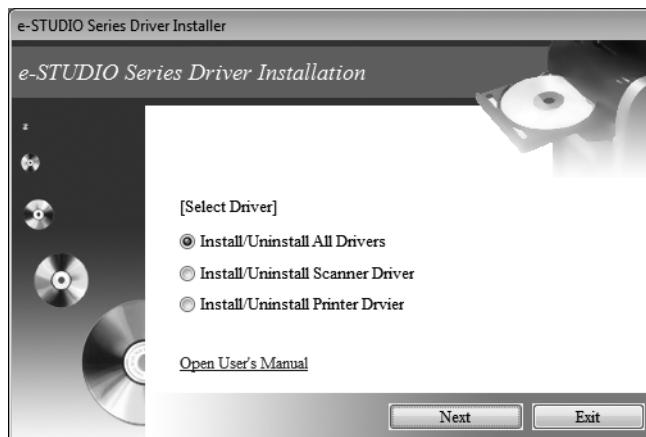 e-STUDIO Series Driver Installer
e-STUDIO Series Driver Installation
[Select Driver]
Install/Uninstall All Drivers
Install/Uninstall Scanner Driver
Install/Uninstall Printer Drvier
Open User's Manual
Next Exit